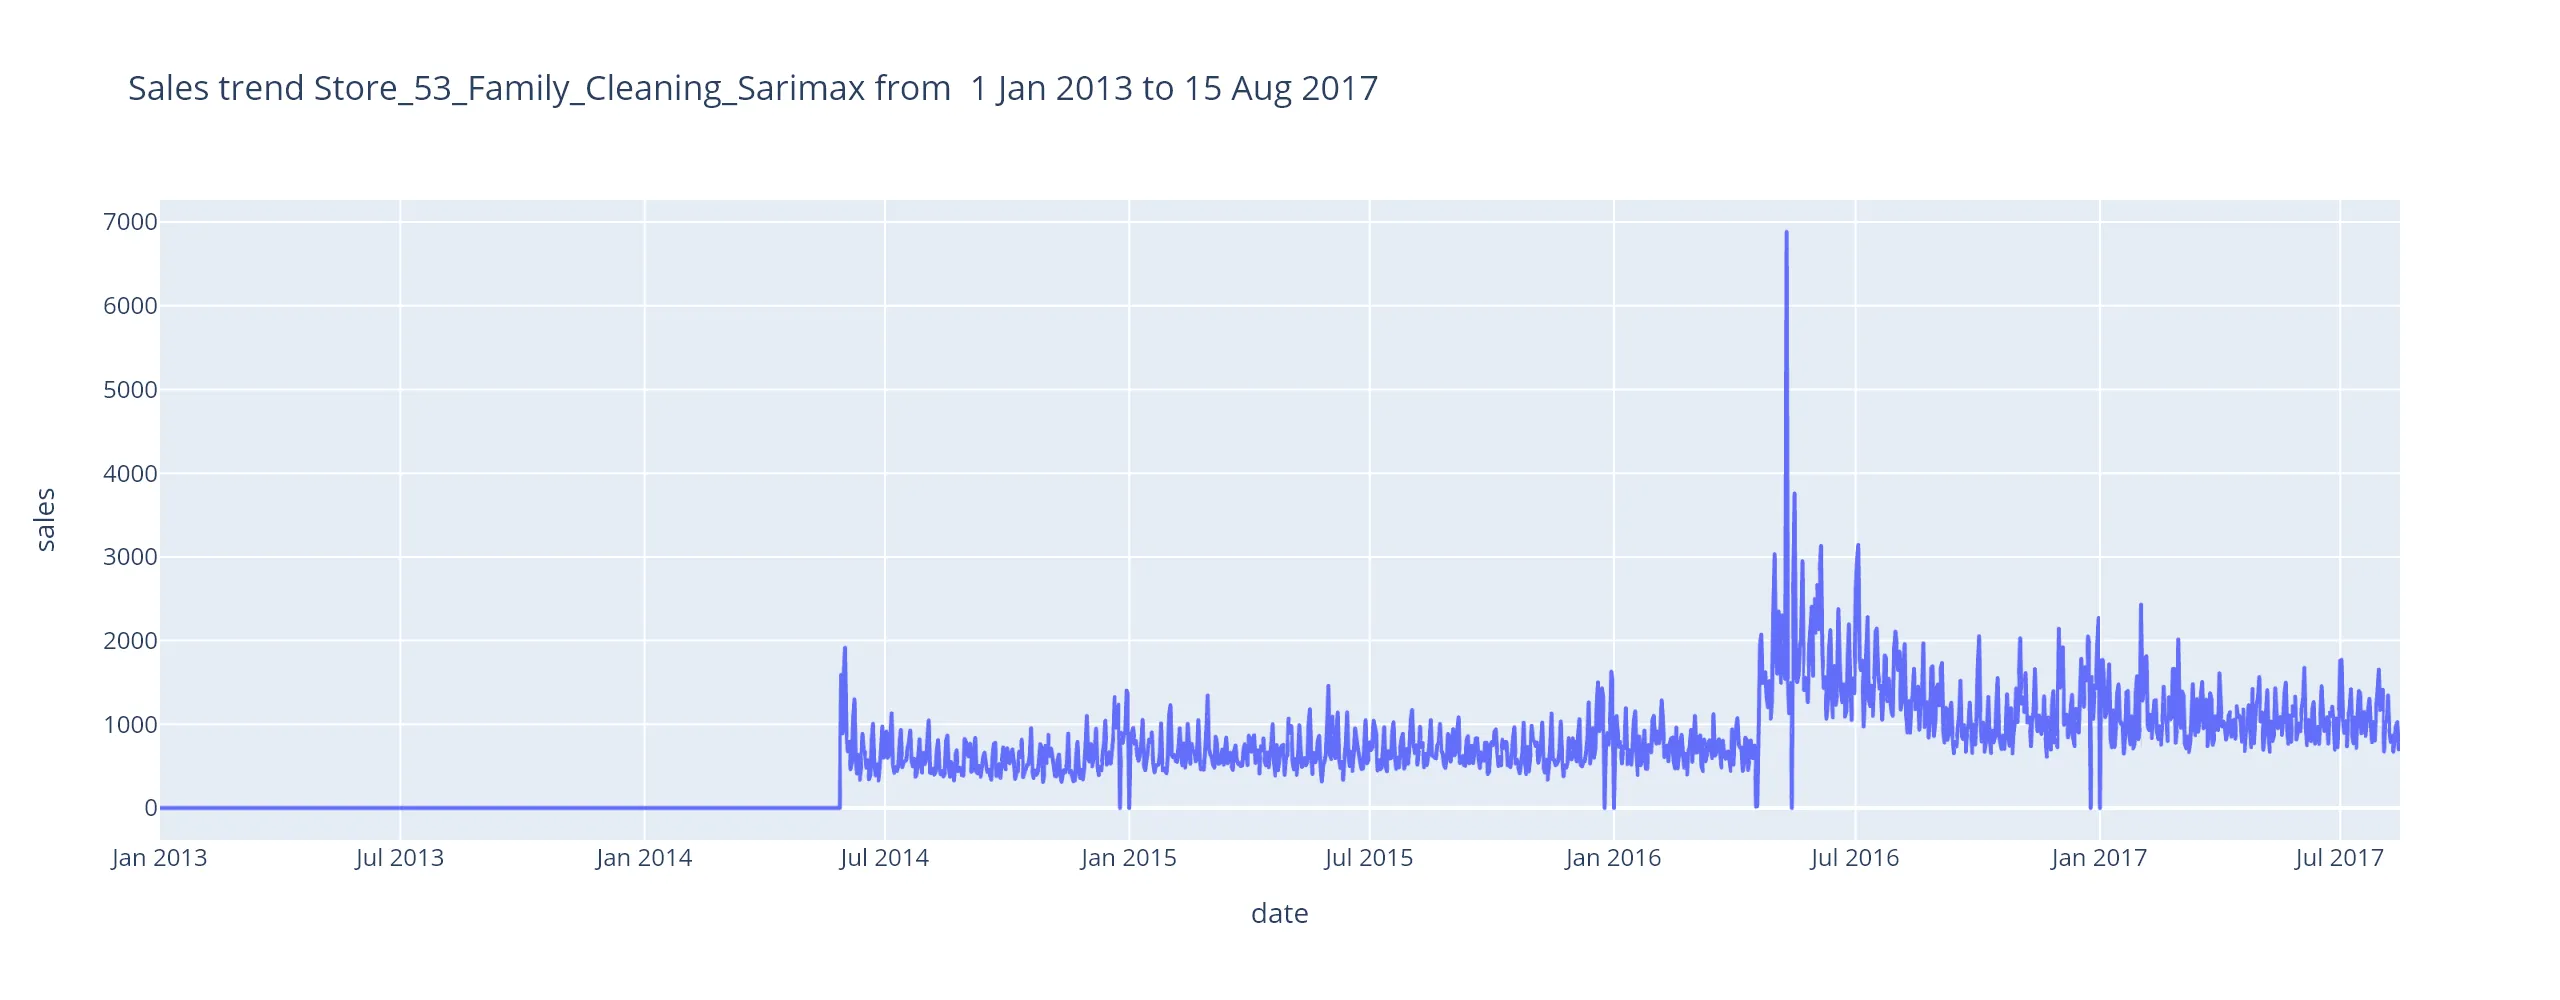 Sales trend Store_53_Family_Cleaning_Sarimax from  1 Jan 2013 to 15 Aug 2017
7000
6000
5000
4000
3000
2000
1000
0
sales
Jan 2013
Jul 2013
Jan 2014
Jul 2014
Jan 2015
Jul 2015
Jan 2016
Jul 2016
Jan 2017
Jul 2017
date